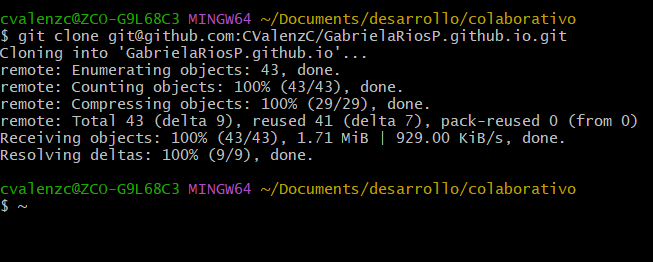 cvalenzc@ZCO-G9L68C3 MINGW64 ~/Documents/desarrollo/colaborativo
$ git clone git@github.com:CValenzC/GabrielaRiosP.github.io.git
Cloning into 'GabrielaRiosP.github.io'...
remote: Enumerating objects: 43, done.
remote: Counting objects: 100% (43/43), done.
remote: Compressing objects: 100% (29/29), done.
remote: Total 43 (delta 9), reused 41 (delta 7), pack-reused 0 (from 0)
Receiving objects: 100% (43/43), 1.71 MiB | 929.00 KiB/s, done.
Resolving deltas: 100% (9/9), done.
cvalenzc@ZCO-G9L68C3 MINGW64 ~/Documents/desarrollo/colaborativo
$ ~